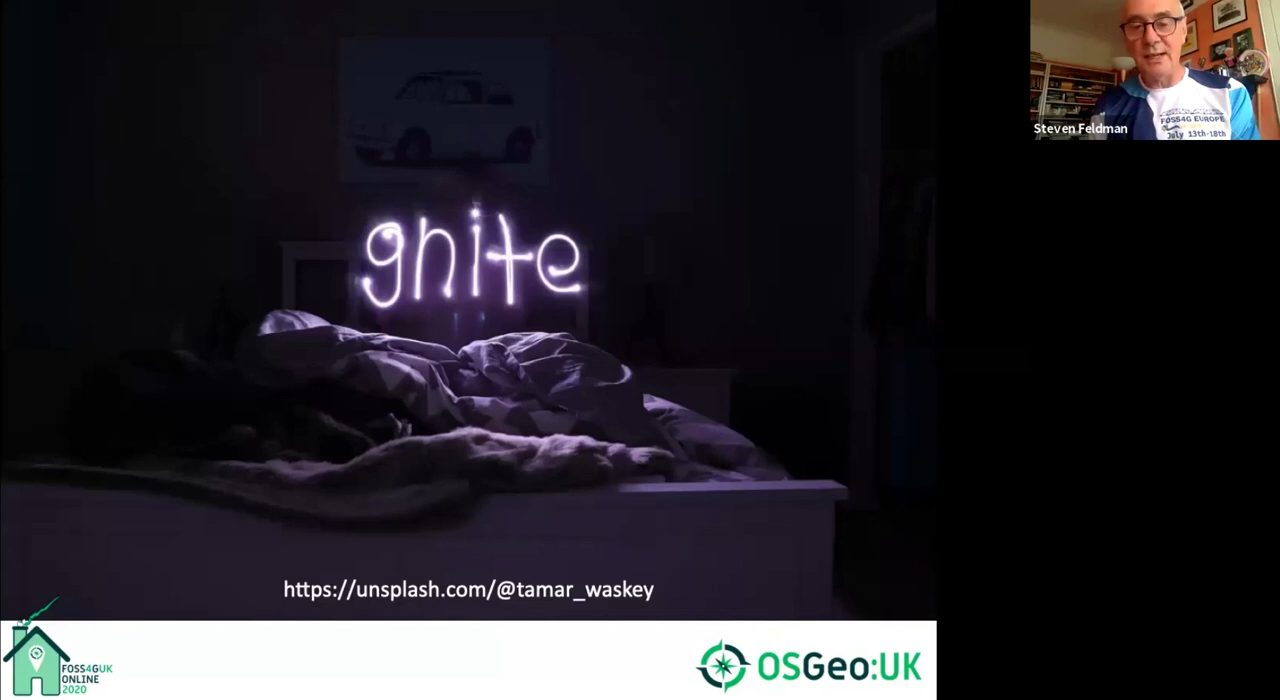 gnite
https://unsplash.com/@tamar_waskey
FOSS4GUK
ONLINE
2020
OSGeo:UK
Steven Feldman
FOSS4G EUROPE
July 13th-18th